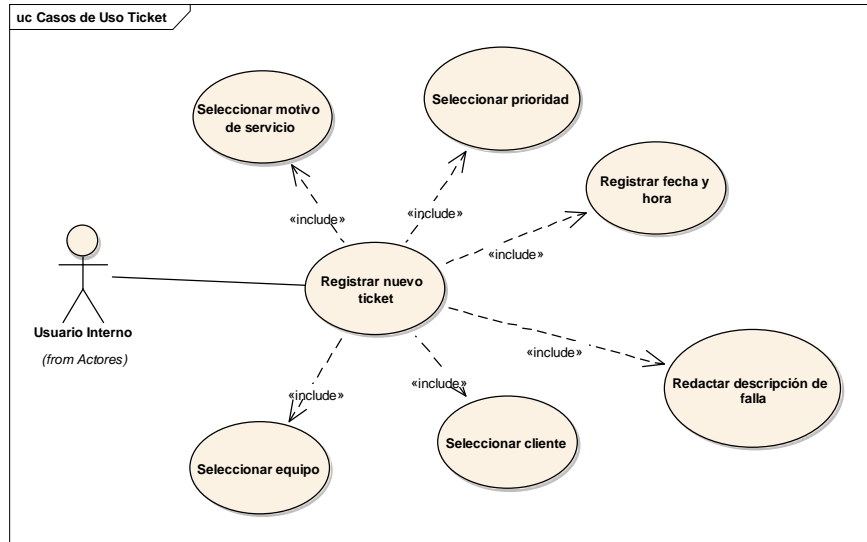 uc Casos de Uso Ticket
Seleccionar motivo
de servicio
Seleccionar prioridad
Registrar fecha y
hora
«include»
«include»
«include»
Registrar nuevo
ticket
Usuario Interno
(from Actores)
«include»
Redactar descripción de
falla
«include»
«include»
Seleccionar equipo
Seleccionar cliente